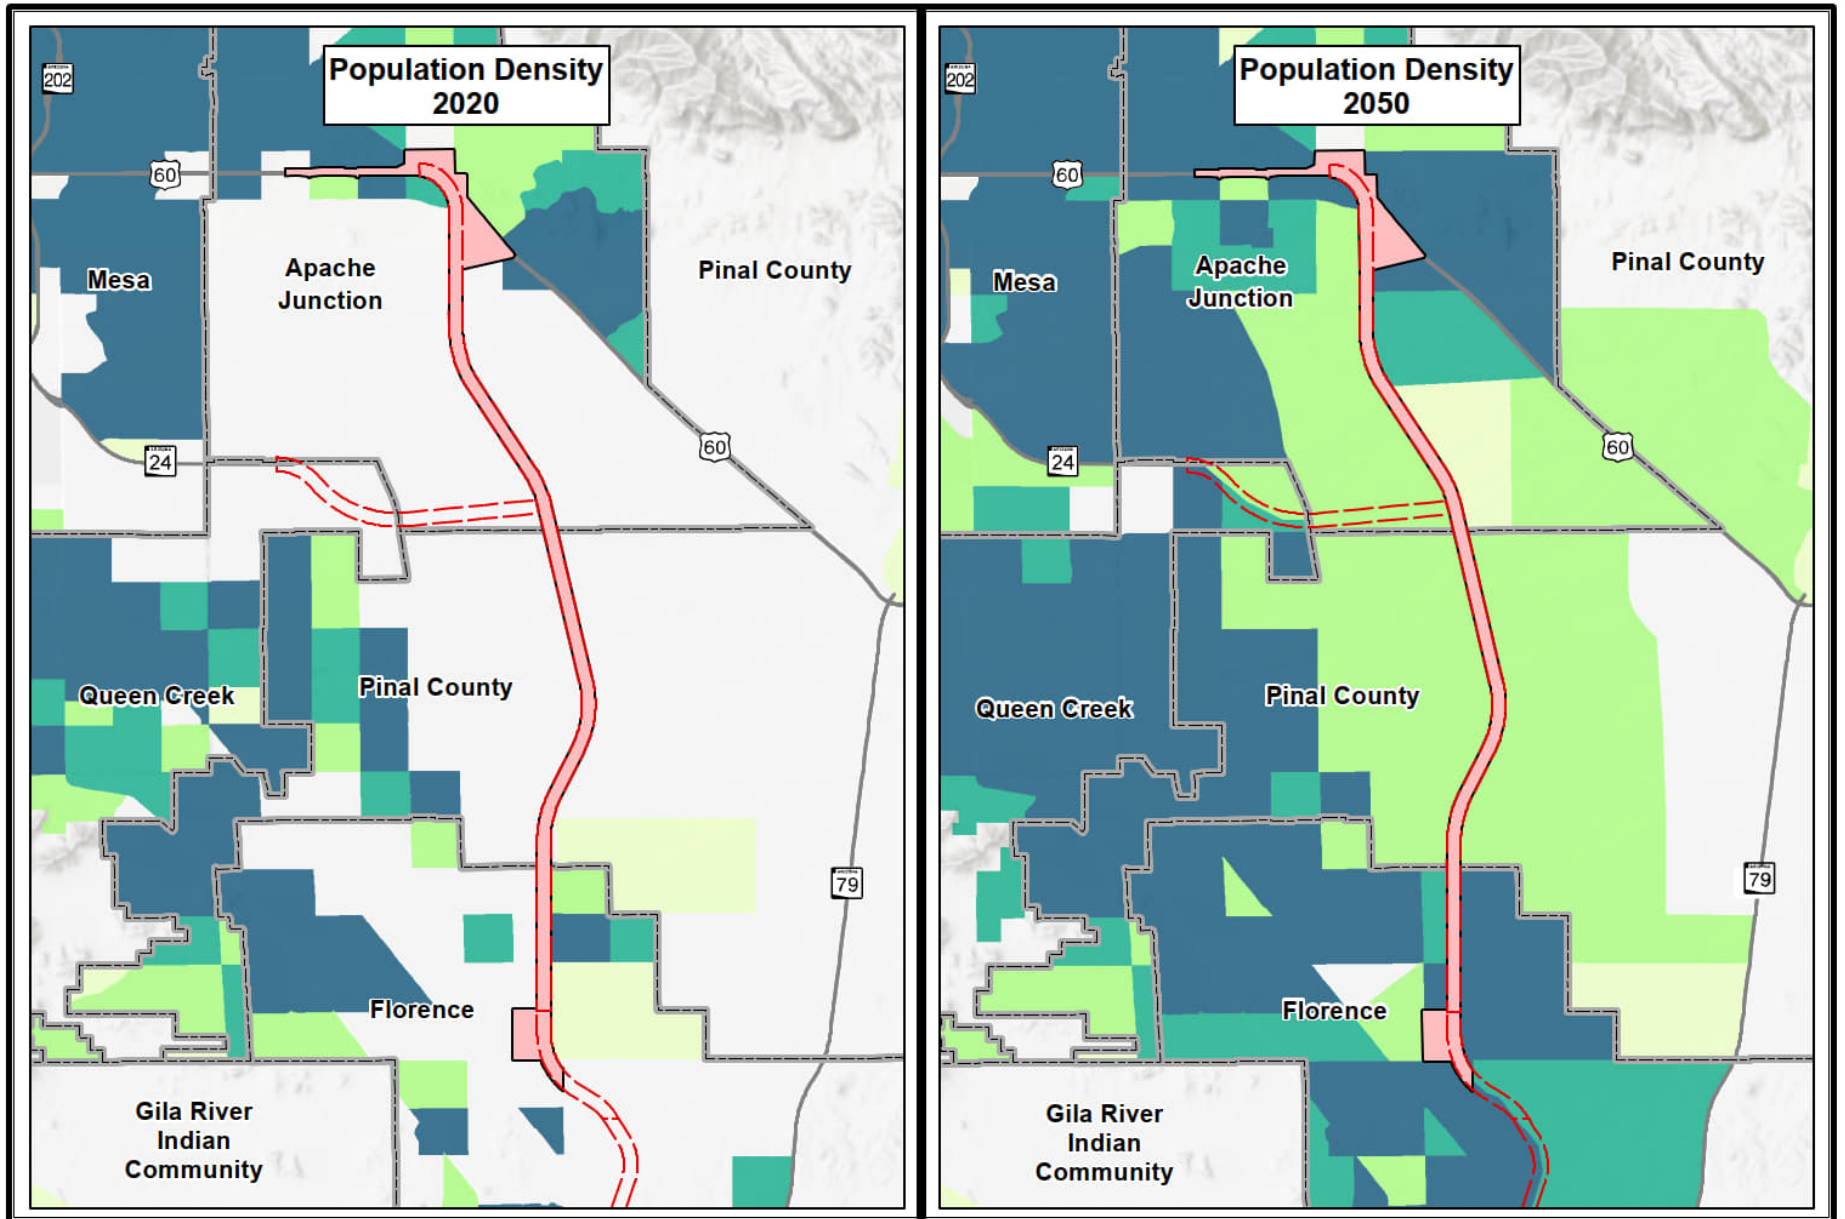 Population Density
2020
ARIZONA
202
60
Mesa
Apache
Junction
Pinal County
24
60
Queen Creek
Pinal County
79
Florence
Gila River
Indian
Community
Population Density
2050
ARIZONA
202
60
Mesa
Apache
Junction
Pinal County
24
60
Queen Creek
Pinal County
79
Florence
Gila River
Indian
Community